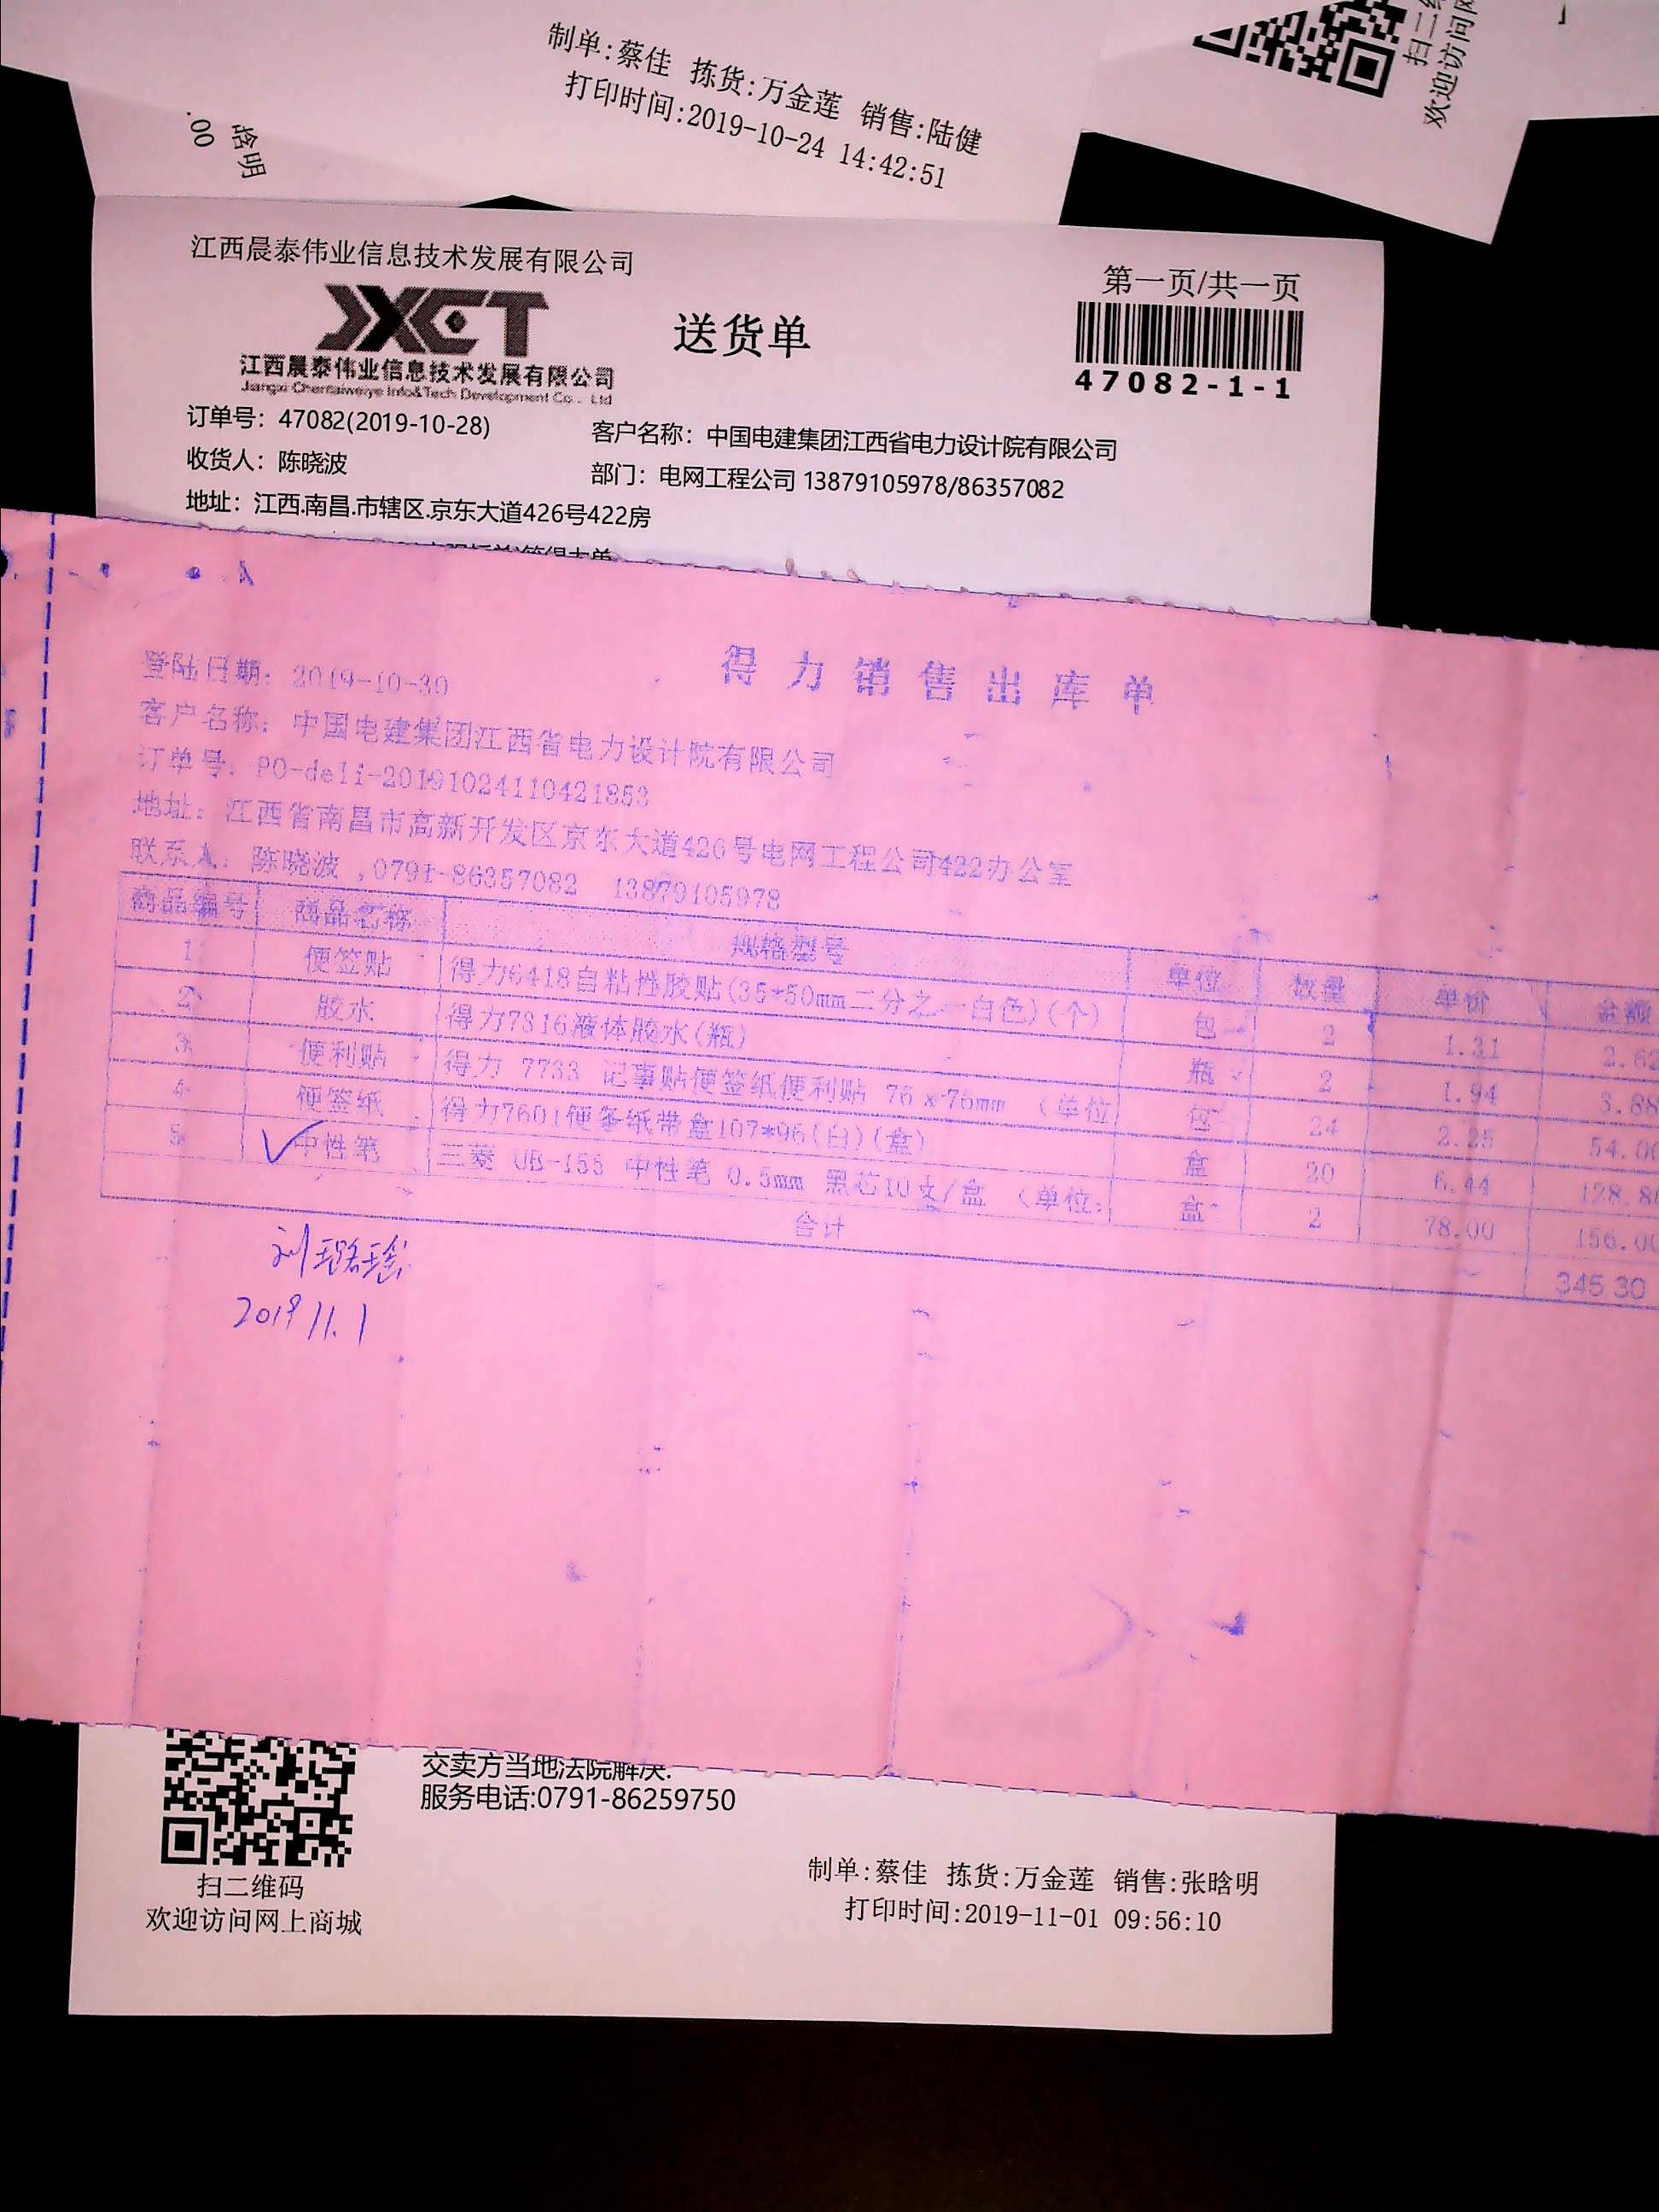 制单:蔡佳 拣货:万金莲 销售:陆健
打印时间:2019-10-24 14:42:51
欢迎访问网
晗明
.00
江西晨泰伟业信息技术发展有限公司
第一页/共一页
JXCT
送货单
江西晨泰伟业信息技术发展有限公司
Jiangxi Chentaiweiye Info&Tech Development Co., Ltd
47082-1-1
订单号: 47082(2019-10-28)
客户名称: 中国电建集团江西省电力设计院有限公司
收货人: 陈晓波
部门: 电网工程公司 13879105978/86357082
地址: 江西.南昌.市辖区.京东大道426号422房
得力销售出库单
登陆日期: 2019-10-30
客户名称: 中国电建集团江西省电力设计院有限公司
订单号: PO-deli-20191024110421853
地址: 江西省南昌市高新开发区京东大道426号电网工程公司422办公室
联系人: 陈晓波 ,0791-86357082 13879105978
商品编号 商品名称 规格型号 单位 数量 单价 金额
1 便签贴 得力6418自粘性胶贴(35*50mm二分之一白色)(个) 包 2 1.31 2.62
2 胶水 得力7316液体胶水(瓶) 瓶 2 1.94 3.88
3 便利贴 得力 7733 记事贴便签纸便利贴 76×76mm (单位 包 24 2.25 54.00
4 便签纸 得力7601便条纸带盒107*96(白)(盒) 盒 20 6.44 128.80
5 中性笔 三菱 UB-155 中性笔 0.5mm 黑芯10支/盒 (单位: 盒 2 78.00 156.00
合计 345.30
2019 11.1
交卖方当地法院解决.
服务电话:0791-86259750
扫二维码
欢迎访问网上商城
制单:蔡佳 拣货:万金莲 销售:张晗明
打印时间:2019-11-01 09:56:10